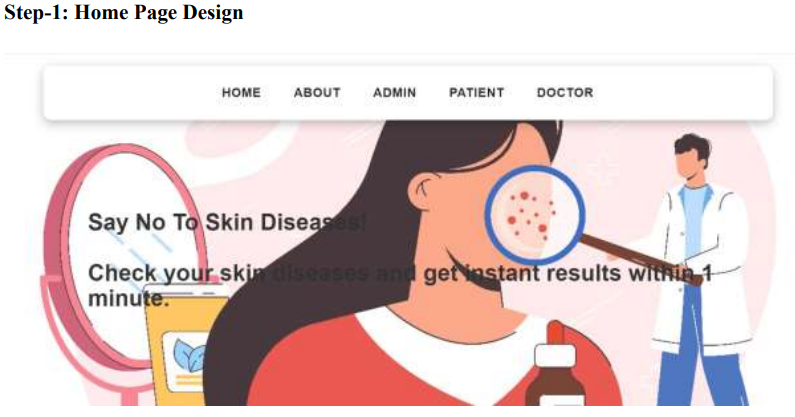 Step-1: Home Page Design
HOME ABOUT ADMIN PATIENT DOCTOR
Say No To Skin Diseases!
Check your skin diseases and get instant results within 1
minute.